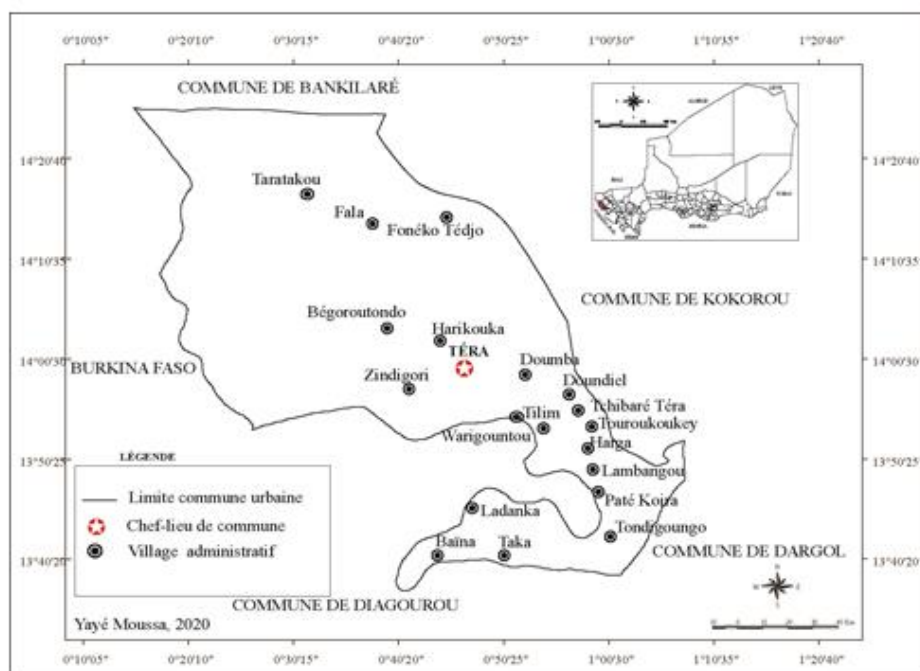 0°10'05" 0°20'10" 0°30'15" 0°40'20" 0°50'25" 1°00'30" 1°10'35" 1°20'40"
COMMUNE DE BANKILARÉ
14°20'40" 14°20'40"
Taratakou
Fala
Fonéko Tédjo
14°10'35" 14°10'35"
COMMUNE DE KOKOROU
Bégoroutondo
Harikouka
TÉRA
14°00'30" 14°00'30"
BURKINA FASO
Doumba
Zindigori
Doundiel
Tchibaré Téra
Tilim
Touroukoukey
Warigountou
Harga
13°50'25" 13°50'25"
Lambangou
Paté Koira
Ladanka
Tondigoungo
Baïna
Taka
COMMUNE DE DARGOL
13°40'20" 13°40'20"
COMMUNE DE DIAGOUROU
LÉGENDE
Limite commune urbaine
Chef-lieu de commune
Village administratif
Yayé Moussa, 2020
0°10'05" 0°20'10" 0°30'15" 0°40'20" 0°50'25" 1°00'30" 1°10'35" 1°20'40"